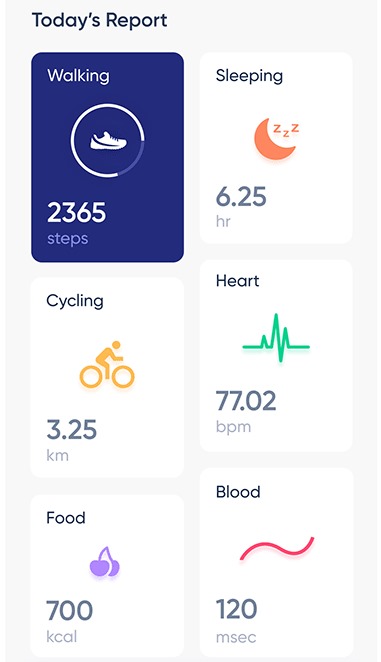 Today's Report
Walking
2365
steps
Sleeping
zzz
6.25
hr
Cycling
3.25
km
Heart
77.02
bpm
Food
700
kcal
Blood
120
msec